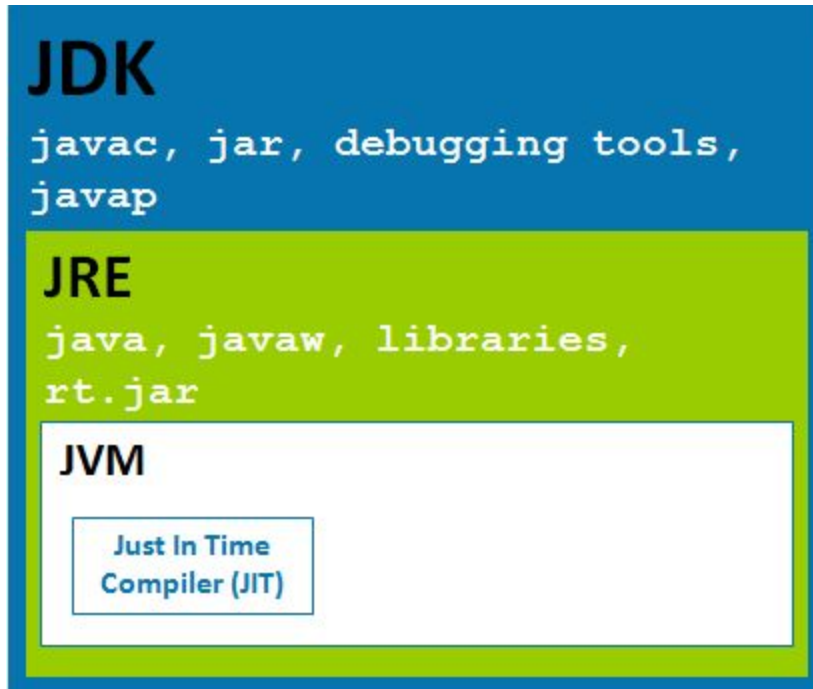 JDK
javac, jar, debugging tools,
javap
JRE
java, javaw, libraries,
rt.jar
JVM
Just In Time
Compiler (JIT)